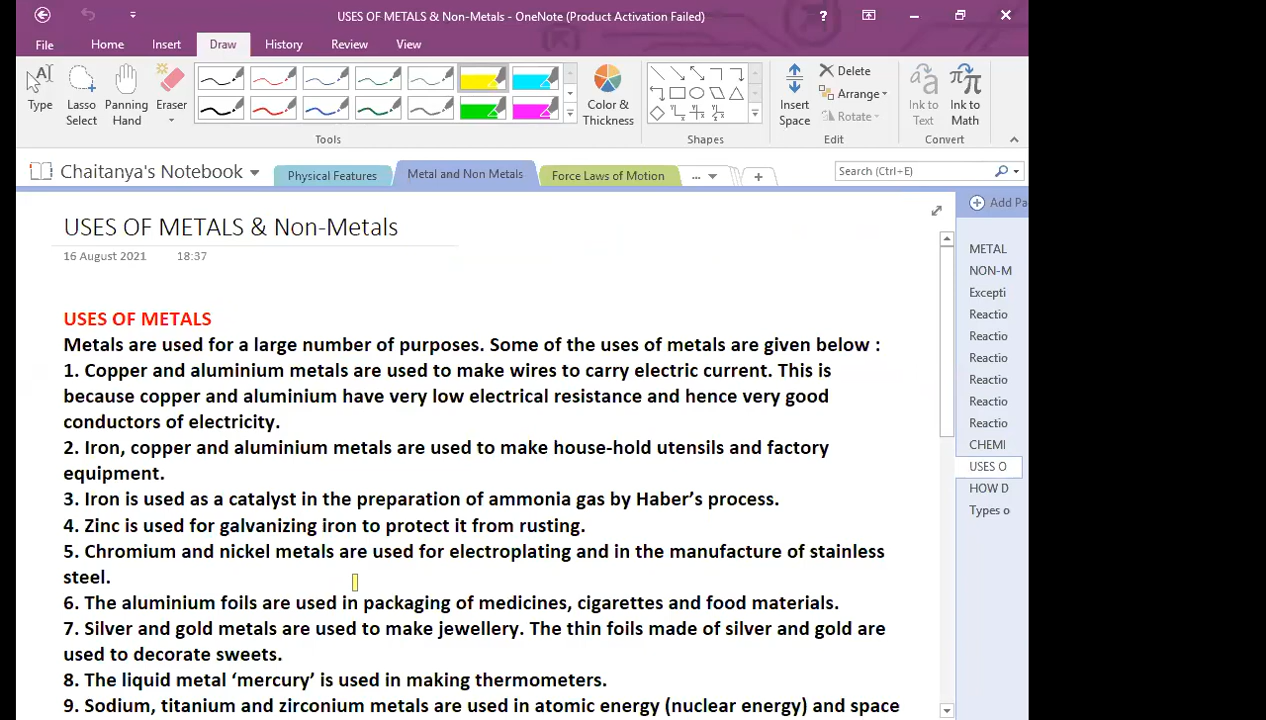 USES OF METALS & Non-Metals - OneNote (Product Activation Failed)
?
File Home Insert Draw History Review View
Type
Lasso Select
Panning Hand
Eraser
Color & Thickness
Insert Space
Delete
Arrange
Rotate
Ink to Text
Ink to Math
Tools Shapes Edit Convert
Chaitanya's Notebook Physical Features Metal and Non Metals Force Laws of Motion ... + Search (Ctrl+E)
Add Pa
USES OF METALS & Non-Metals
16 August 2021 18:37
USES OF METALS
Metals are used for a large number of purposes. Some of the uses of metals are given below :
1. Copper and aluminium metals are used to make wires to carry electric current. This is
because copper and aluminium have very low electrical resistance and hence very good
conductors of electricity.
2. Iron, copper and aluminium metals are used to make house-hold utensils and factory
equipment.
3. Iron is used as a catalyst in the preparation of ammonia gas by Haber’s process.
4. Zinc is used for galvanizing iron to protect it from rusting.
5. Chromium and nickel metals are used for electroplating and in the manufacture of stainless
steel.
6. The aluminium foils are used in packaging of medicines, cigarettes and food materials.
7. Silver and gold metals are used to make jewellery. The thin foils made of silver and gold are
used to decorate sweets.
8. The liquid metal ‘mercury’ is used in making thermometers.
9. Sodium, titanium and zirconium metals are used in atomic energy (nuclear energy) and space
METAL
NON-M
Excepti
Reactio
Reactio
Reactio
Reactio
Reactio
Reactio
CHEMI
USES O
HOW D
Types o